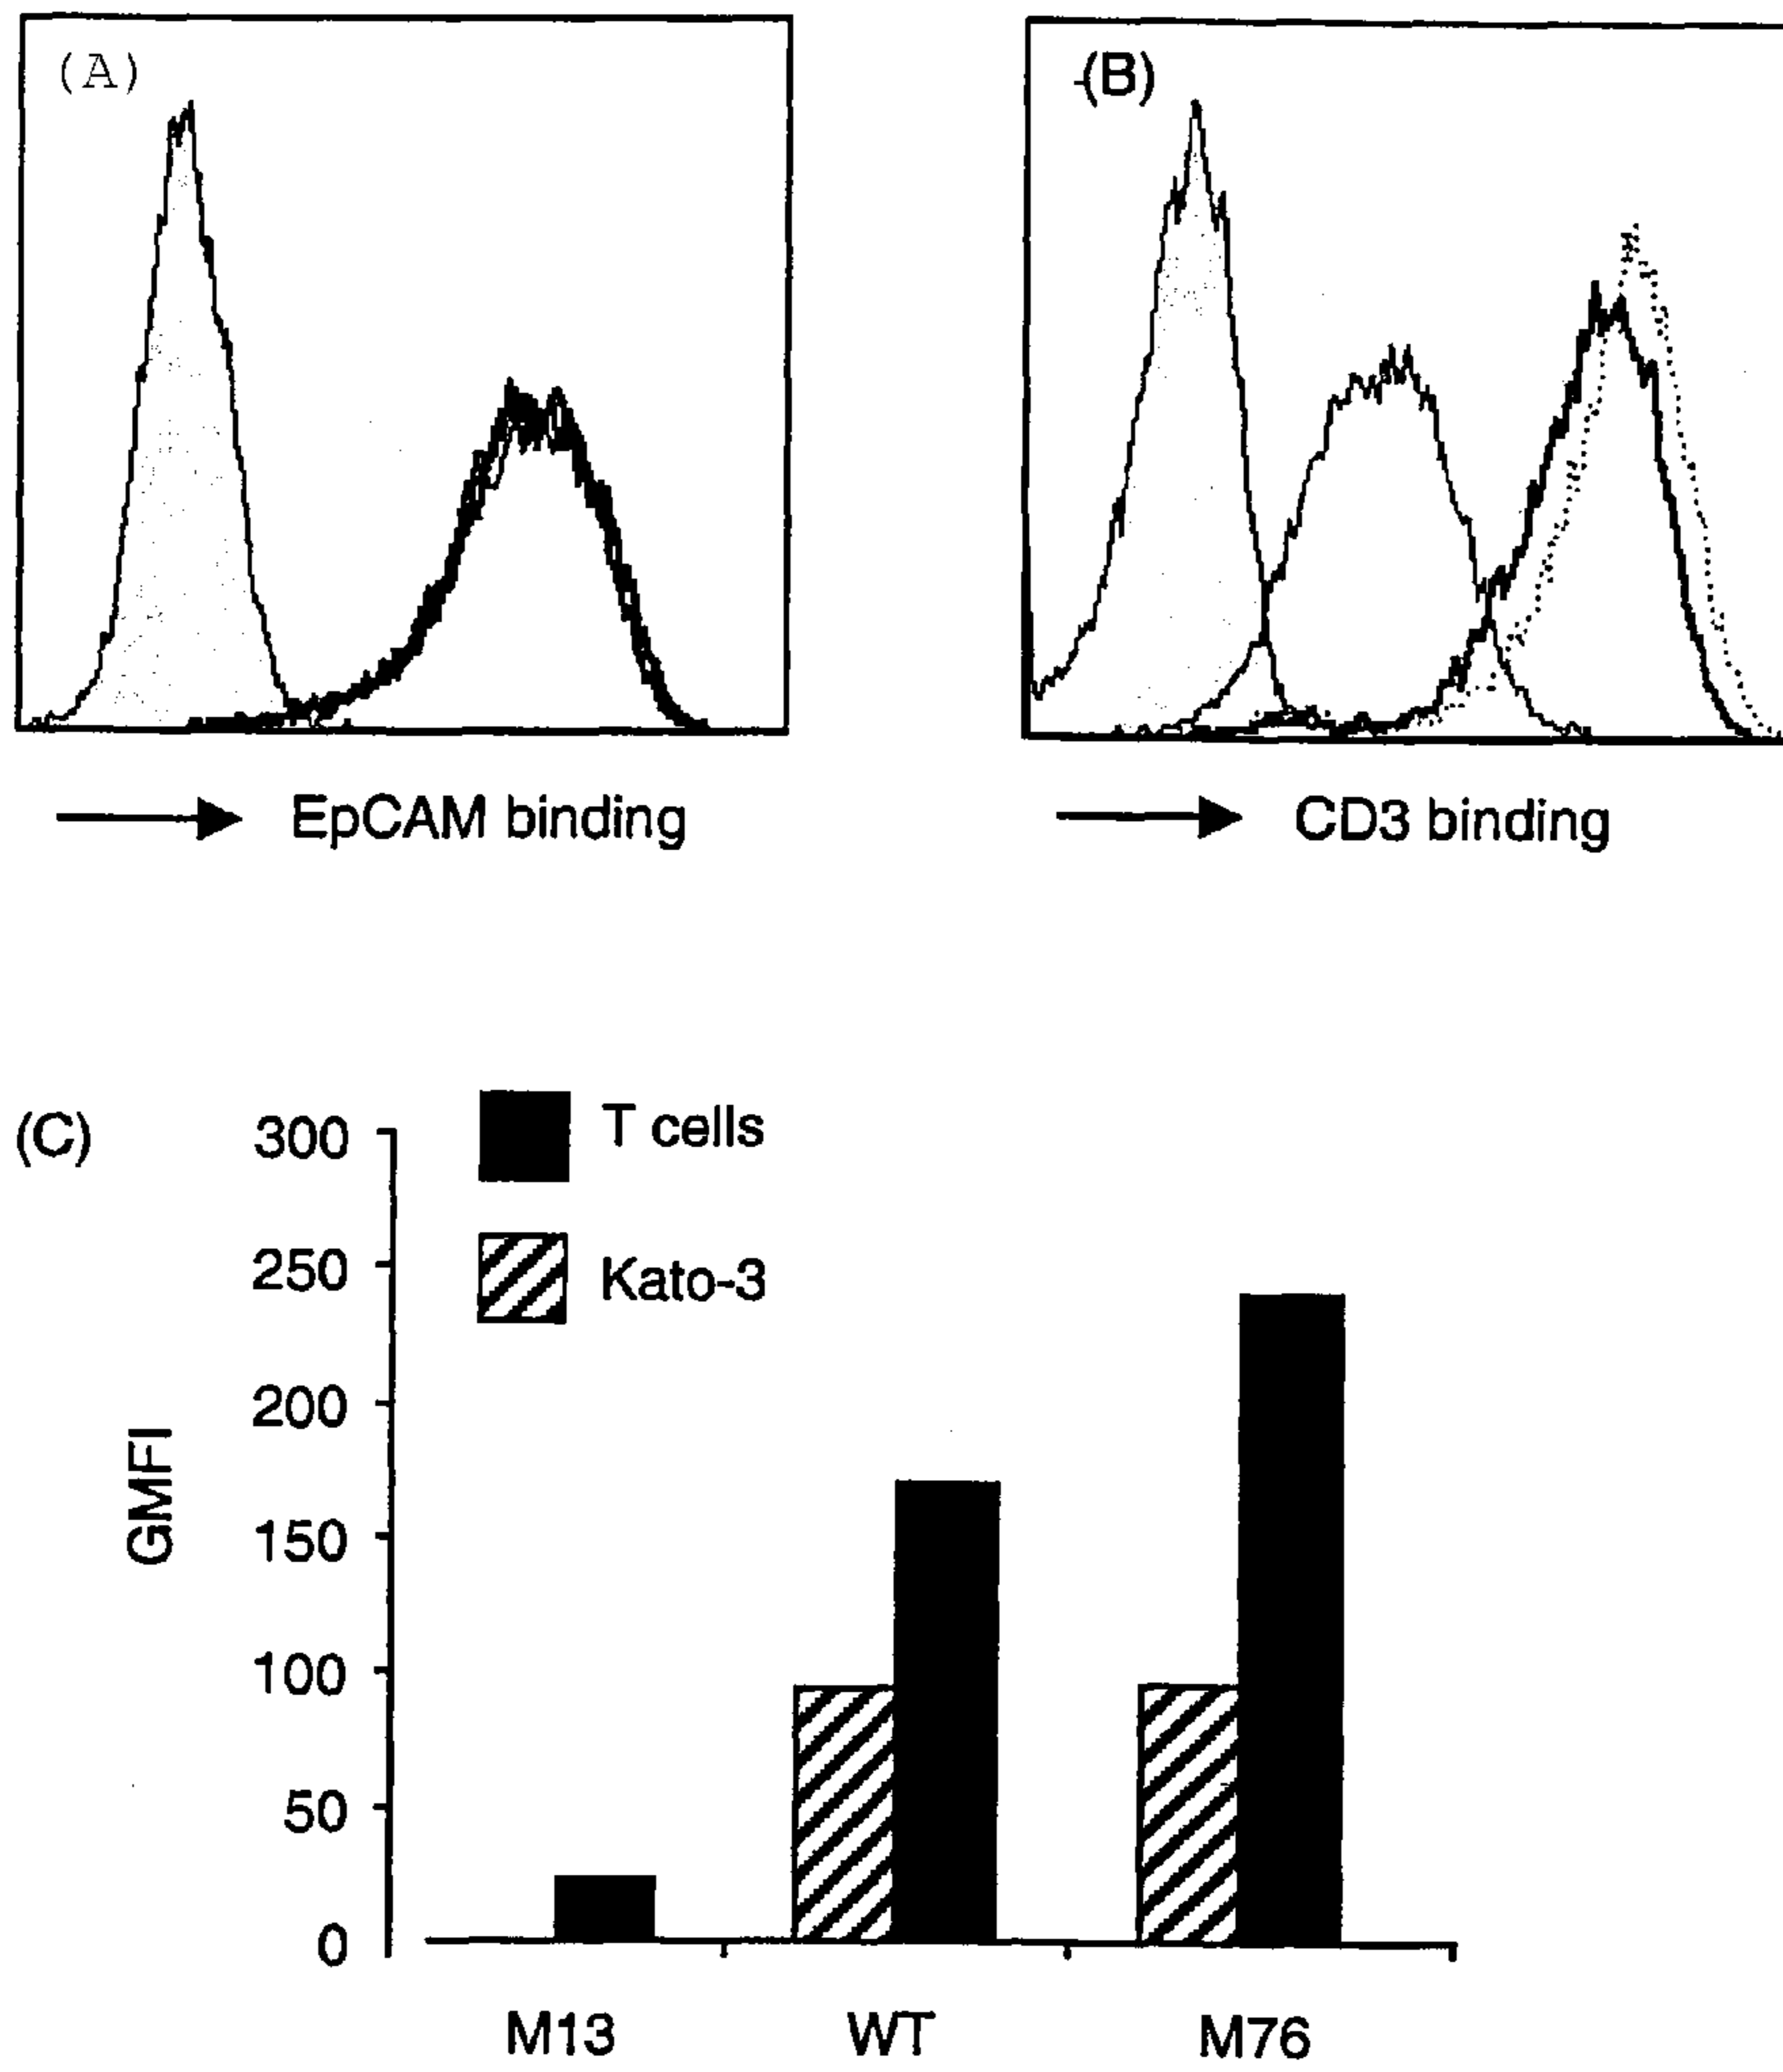 (A)
(B)
EpCAM binding
CD3 binding
(C)
300
250
200
150
100
50
0
GMFI
T cells
Kato-3
M13
WT
M76